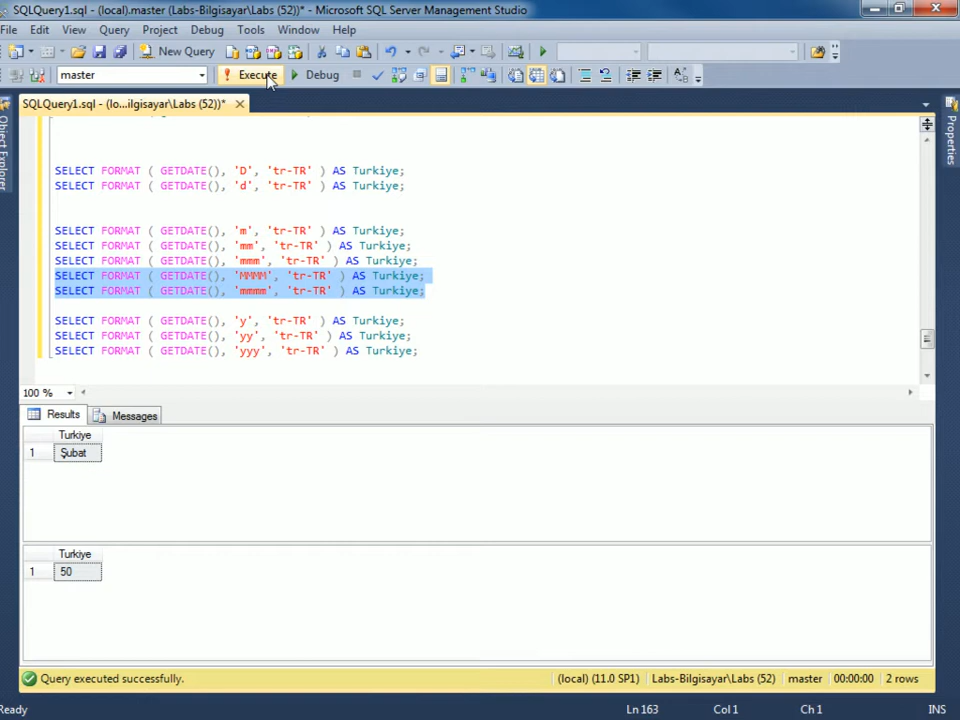 SQLQuery1.sql - (local).master (Labs-Bilgisayar\Labs (52))* - Microsoft SQL Server Management Studio
File Edit View Query Project Debug Tools Window Help
New Query
master Execute Debug
SQLQuery1.sql - (lo...ilgisayar\Labs (52))*
Object Explorer
Properties
SELECT FORMAT ( GETDATE(), 'D', 'tr-TR' ) AS Turkiye;
SELECT FORMAT ( GETDATE(), 'd', 'tr-TR' ) AS Turkiye;
SELECT FORMAT ( GETDATE(), 'm', 'tr-TR' ) AS Turkiye;
SELECT FORMAT ( GETDATE(), 'mm', 'tr-TR' ) AS Turkiye;
SELECT FORMAT ( GETDATE(), 'mmm', 'tr-TR' ) AS Turkiye;
SELECT FORMAT ( GETDATE(), 'MMMM', 'tr-TR' ) AS Turkiye;
SELECT FORMAT ( GETDATE(), 'mmmm', 'tr-TR' ) AS Turkiye;
SELECT FORMAT ( GETDATE(), 'y', 'tr-TR' ) AS Turkiye;
SELECT FORMAT ( GETDATE(), 'yy', 'tr-TR' ) AS Turkiye;
SELECT FORMAT ( GETDATE(), 'yyy', 'tr-TR' ) AS Turkiye;
100 %
Results Messages
Turkiye
1 Şubat
Turkiye
1 50
Query executed successfully. (local) (11.0 SP1) Labs-Bilgisayar\Labs (52) master 00:00:00 2 rows
Ready Ln 163 Col 1 Ch 1 INS